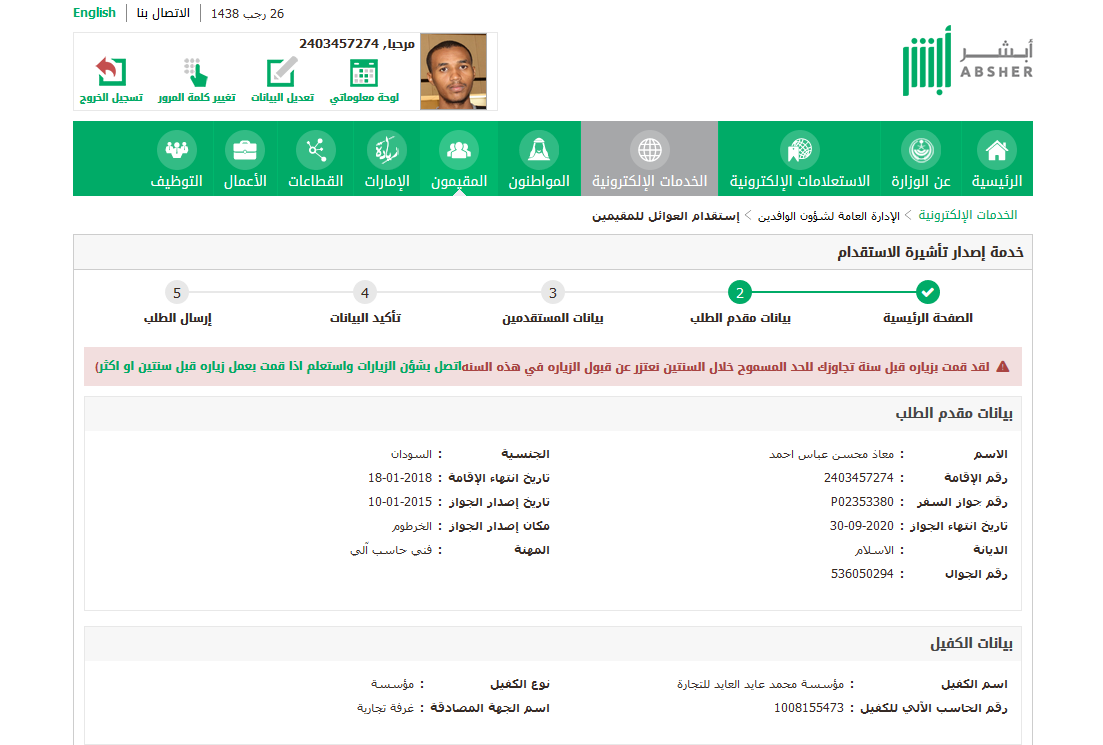 English | الاتصال بنا | 26 رجب 1438
مرحبا, 2403457274
لوحة معلوماتي تعديل البيانات تغيير كلمة المرور تسجيل الخروج
أبشر
أبشر
ABSHER
الرئيسية عن الوزارة الاستعلامات الإلكترونية الخدمات الإلكترونية المواطنون المقيمون زيارة الإمارات القطاعات الأعمال التوظيف
الخدمات الإلكترونية > الإدارة العامة لشؤون الوافدين > إستقدام العوائل للمقيمين
خدمة إصدار تأشيرة الاستقدام
2 3 4 5
الصفحة الرئيسية بيانات مقدم الطلب بيانات المستقدمين تأكيد البيانات إرسال الطلب
لقد قمت بزياره قبل سنة تجاوزك للحد المسموح خلال السنتين نعتزر عن قبول الزياره في هذه السنهاتصل بشؤن الزيارات واستعلم اذا قمت بعمل زياره قبل سنتين او اكثر)
بيانات مقدم الطلب
الاسم : معاذ محسن عباس احمد الجنسية : السودان
رقم الإقامة : 2403457274 تاريخ انتهاء الإقامة : 18-01-2018
رقم جواز السفر : P02353380 تاريخ إصدار الجواز : 10-01-2015
تاريخ انتهاء الجواز : 30-09-2020 مكان إصدار الجواز : الخرطوم
الديانة : الاسلام المهنة : فني حاسب آلي
رقم الجوال : 536050294
بيانات الكفيل
اسم الكفيل : مؤسسة محمد عايد العايد للتجارة نوع الكفيل : مؤسسة
رقم الحاسب الآلي للكفيل : 1008155473 اسم الجهة المصادقة : غرفة تجارية